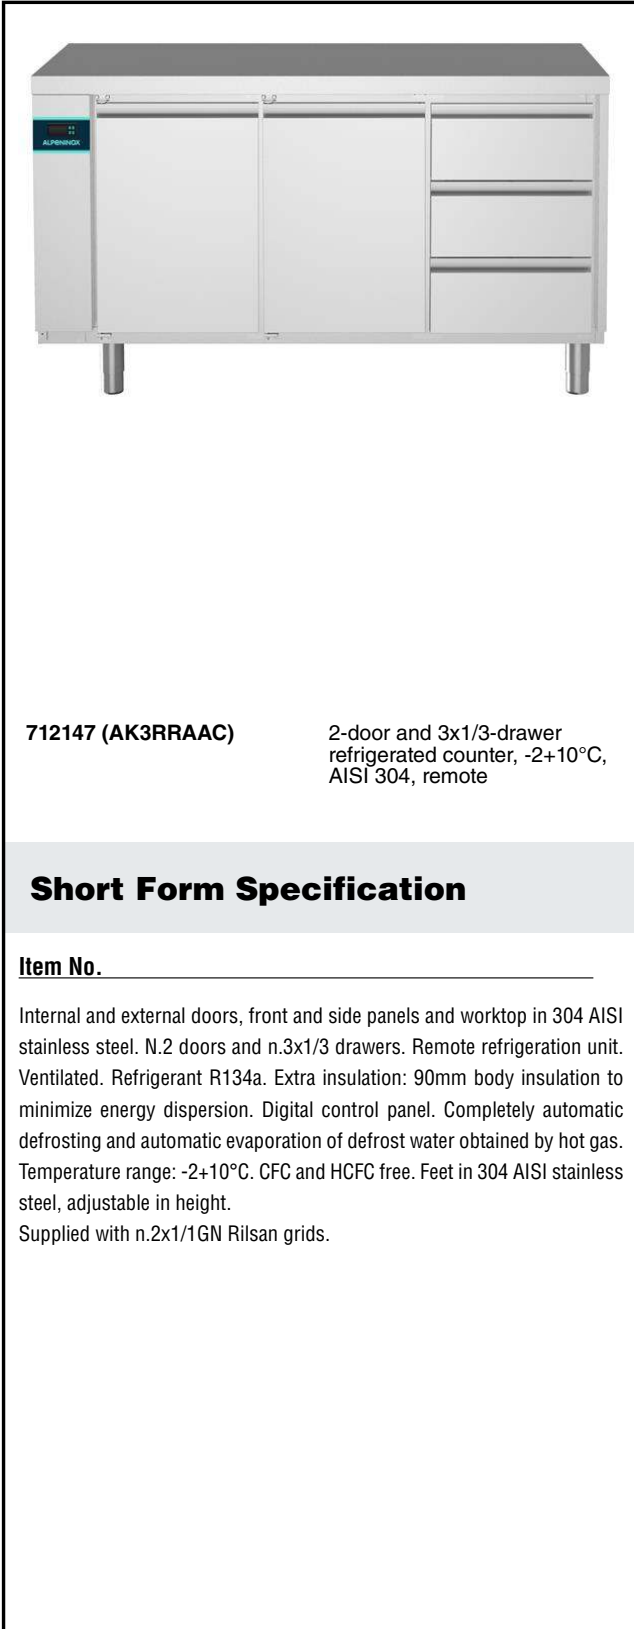 ALPENINOX
712147 (AK3RRAAC)
2-door and 3x1/3-drawer
refrigerated counter, -2+10°C,
AISI 304, remote
Short Form Specification
Item No.
Internal and external doors, front and side panels and worktop in 304 AISI
stainless steel. N.2 doors and n.3x1/3 drawers. Remote refrigeration unit.
Ventilated. Refrigerant R134a. Extra insulation: 90mm body insulation to
minimize energy dispersion. Digital control panel. Completely automatic
defrosting and automatic evaporation of defrost water obtained by hot gas.
Temperature range: -2+10°C. CFC and HCFC free. Feet in 304 AISI stainless
steel, adjustable in height.
Supplied with n.2x1/1GN Rilsan grids.